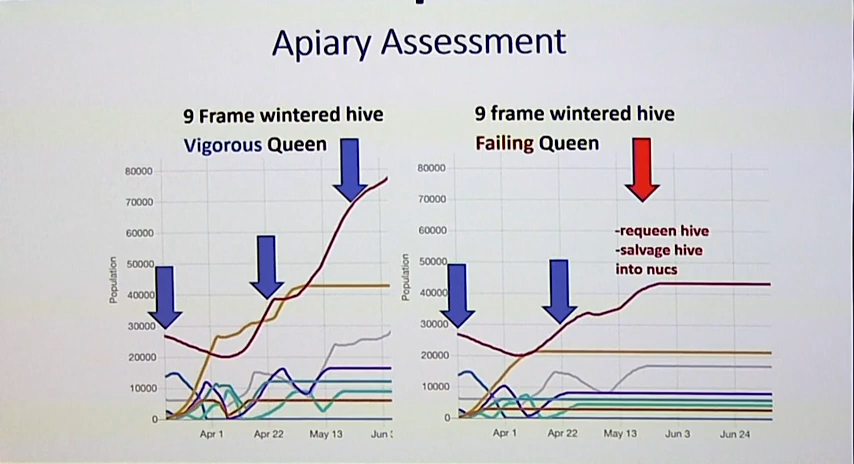 Apiary Assessment
9 Frame wintered hive
Vigorous Queen
80000
70000
60000
50000
40000
30000
20000
10000
0
Population
Apr 1
Apr 22
May 13
Jun
9 frame wintered hive
Failing Queen
80000
70000
60000
50000
40000
30000
20000
10000
0
Population
-requeen hive
-salvage hive
into nucs
Apr 1
Apr 22
May 13
Jun 3
Jun 24